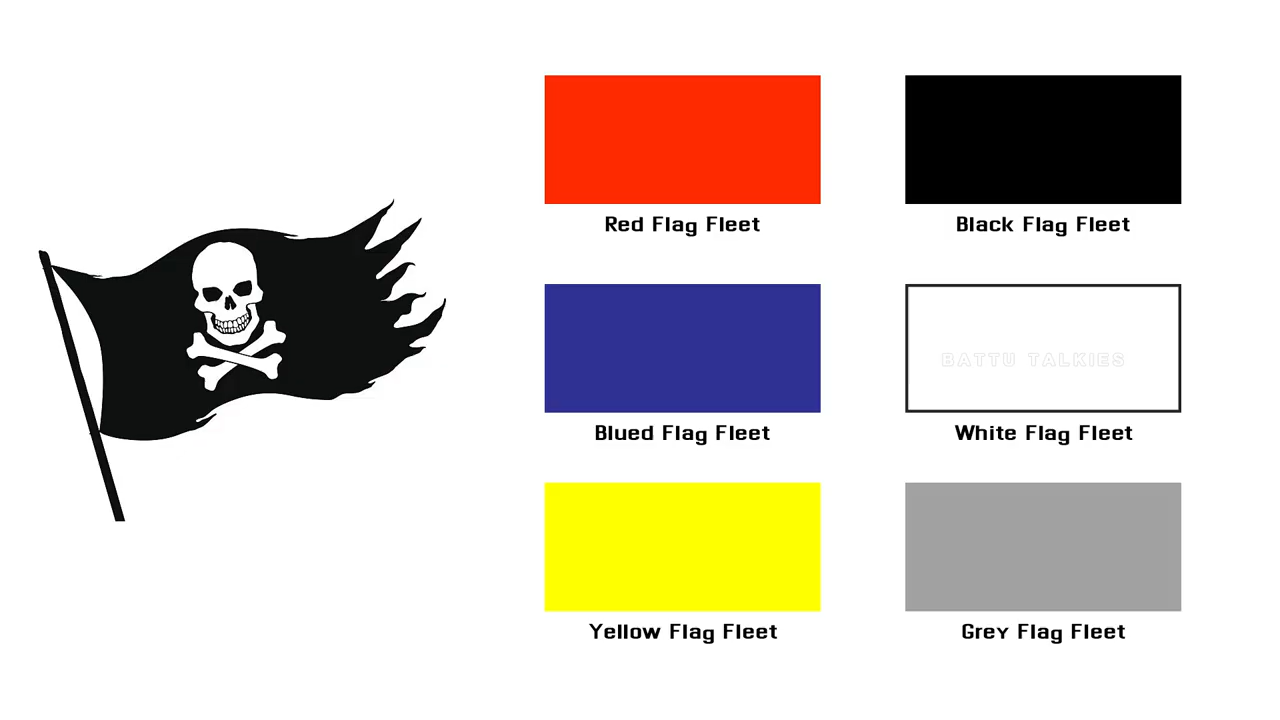 Red Flag Fleet
Black Flag Fleet
BATTU TALKIES
Blued Flag Fleet
White Flag Fleet
Yellow Flag Fleet
Grey Flag Fleet